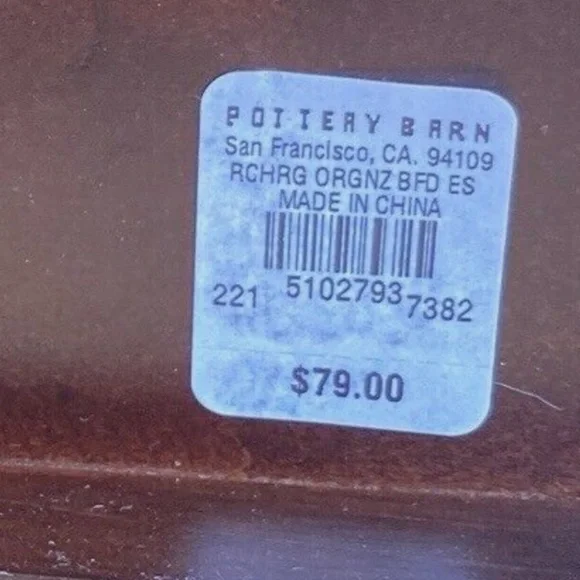 POTTERY BARN
San Francisco, CA. 94109
RCHRG ORGNZ BFD ES
MADE IN CHINA
221 5102793 7382
$79.00